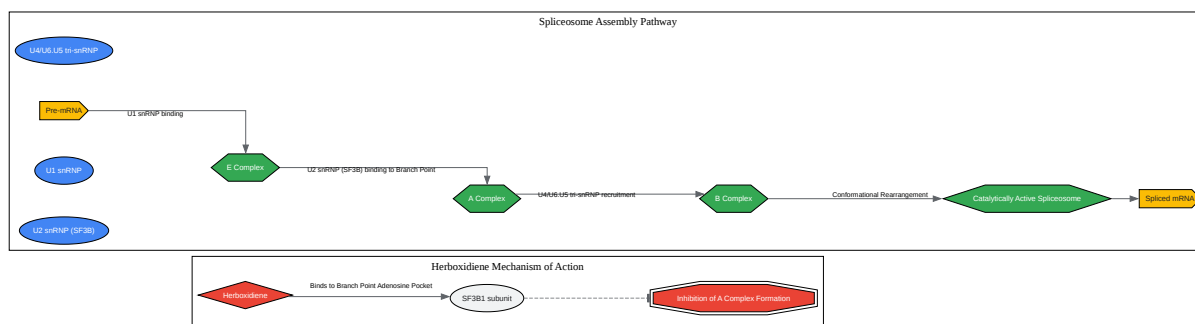 Spliceosome Assembly Pathway
U4/U6.U5 tri-snRNP
Pre-mRNA
U1 snRNP binding
U1 snRNP
E Complex
U2 snRNP (SF3B) binding to Branch Point
A Complex
U4/U6.U5 tri-snRNP recruitment
B Complex
Conformational Rearrangement
Catalytically Active Spliceosome
Spliced mRNA
U2 snRNP (SF3B)
Herboxidiene Mechanism of Action
Herboxidiene
Binds to Branch Point Adenosine Pocket
SF3B1 subunit
Inhibition of A Complex Formation